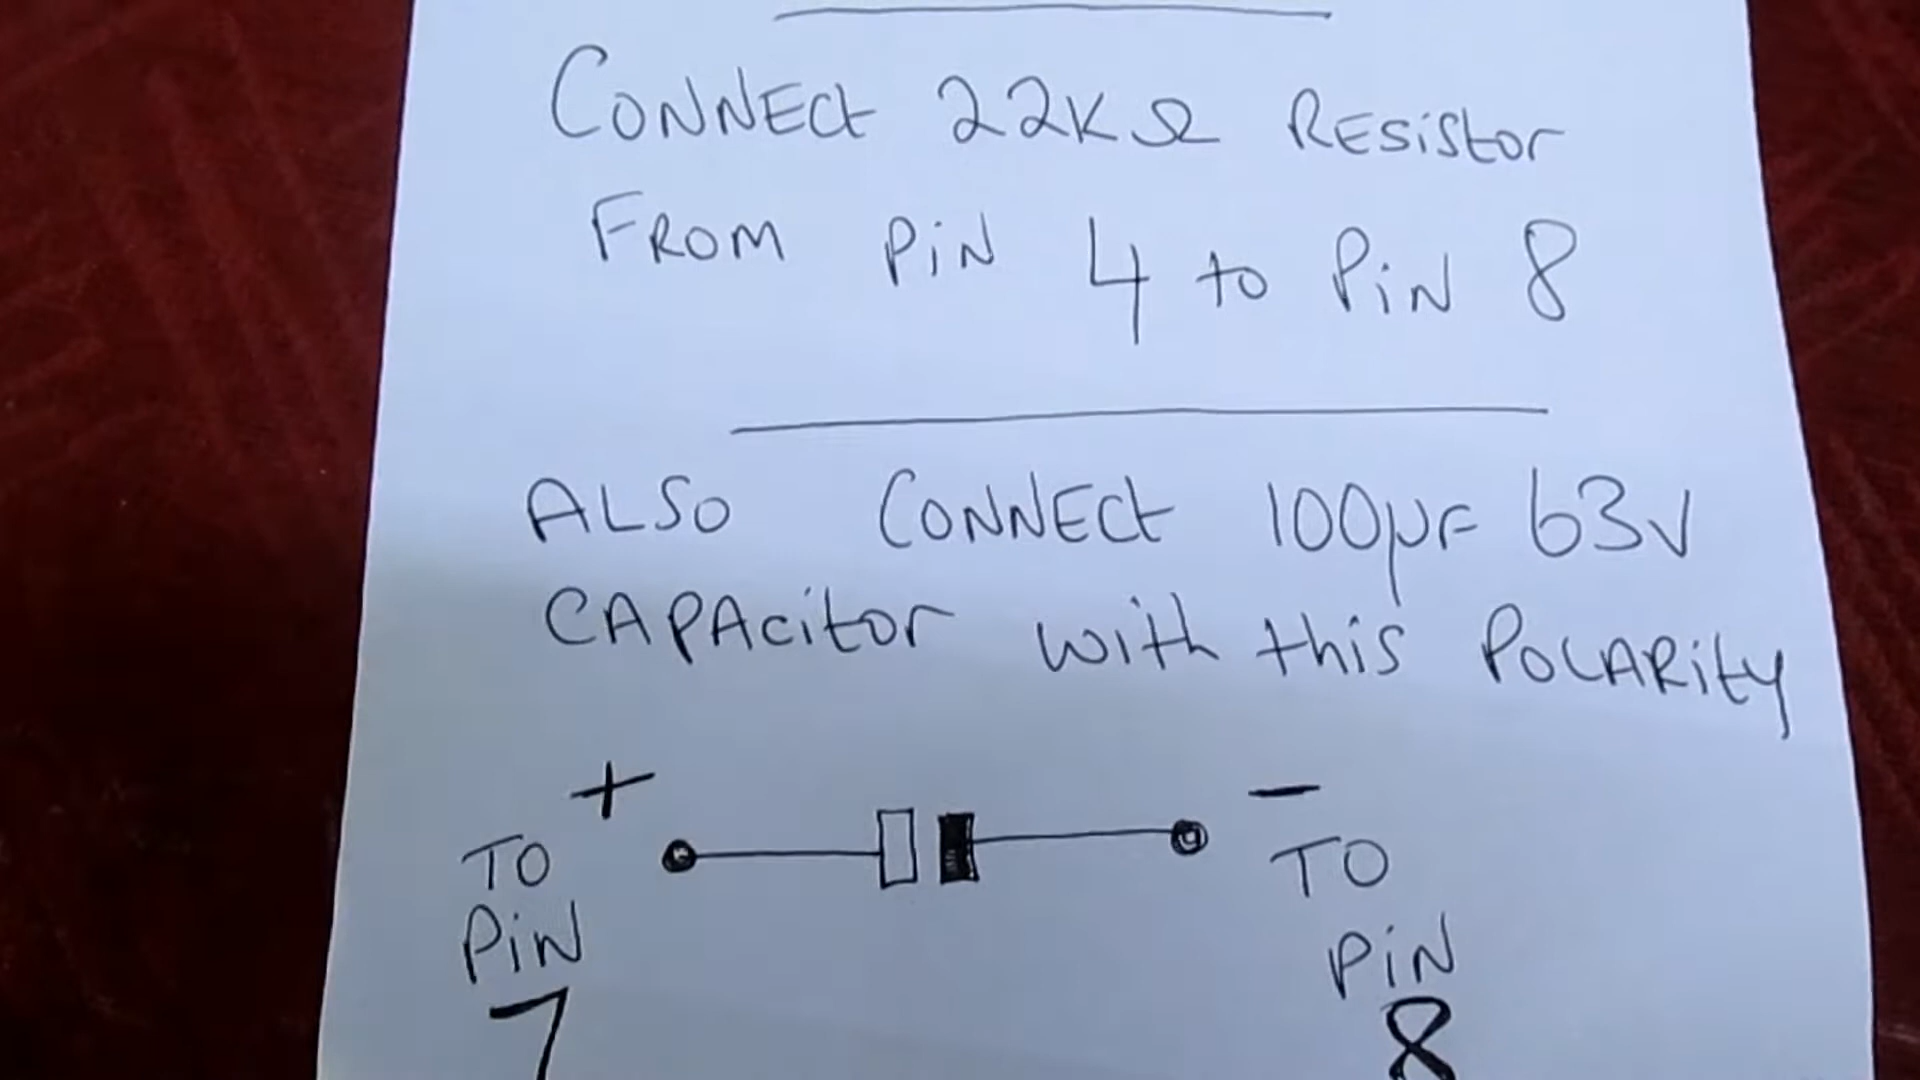 CONNECt 22KΩ RESiStor
FROM PiN 4 to PiN 8
ALSO CONNECt 100µF 63V
CAPAcitor with this POLARity
+ −
TO PiN 7
TO PiN 8